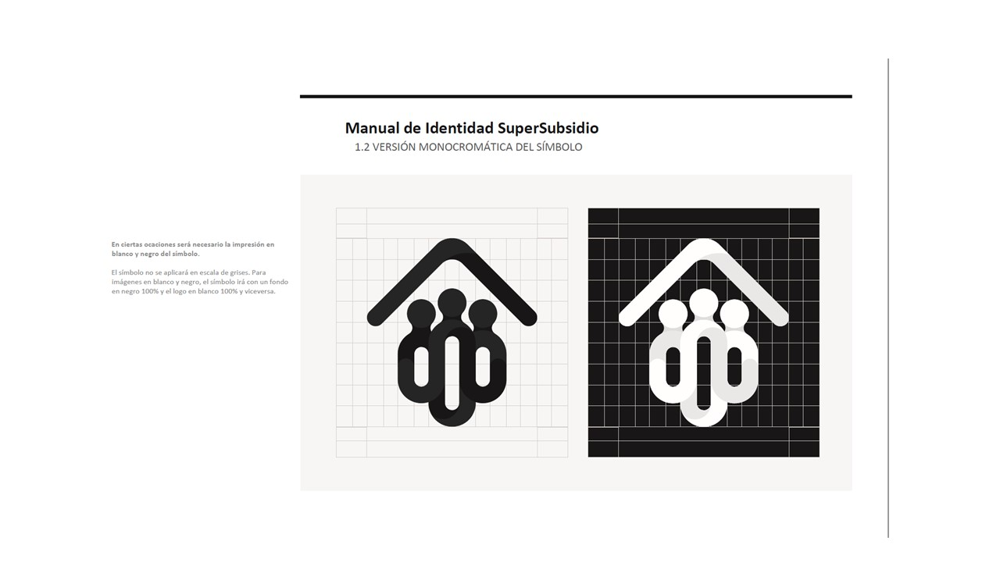 Manual de Identidad SuperSubsidio
1.2 VERSIÓN MONOCROMÁTICA DEL SÍMBOLO
En ciertas ocaciones será necesario la impresión en
blanco y negro del símbolo.
El símbolo no se aplicará en escala de grises. Para
imágenes en blanco y negro, el símbolo irá con un fondo
en negro 100% y el logo en blanco 100% y viceversa.